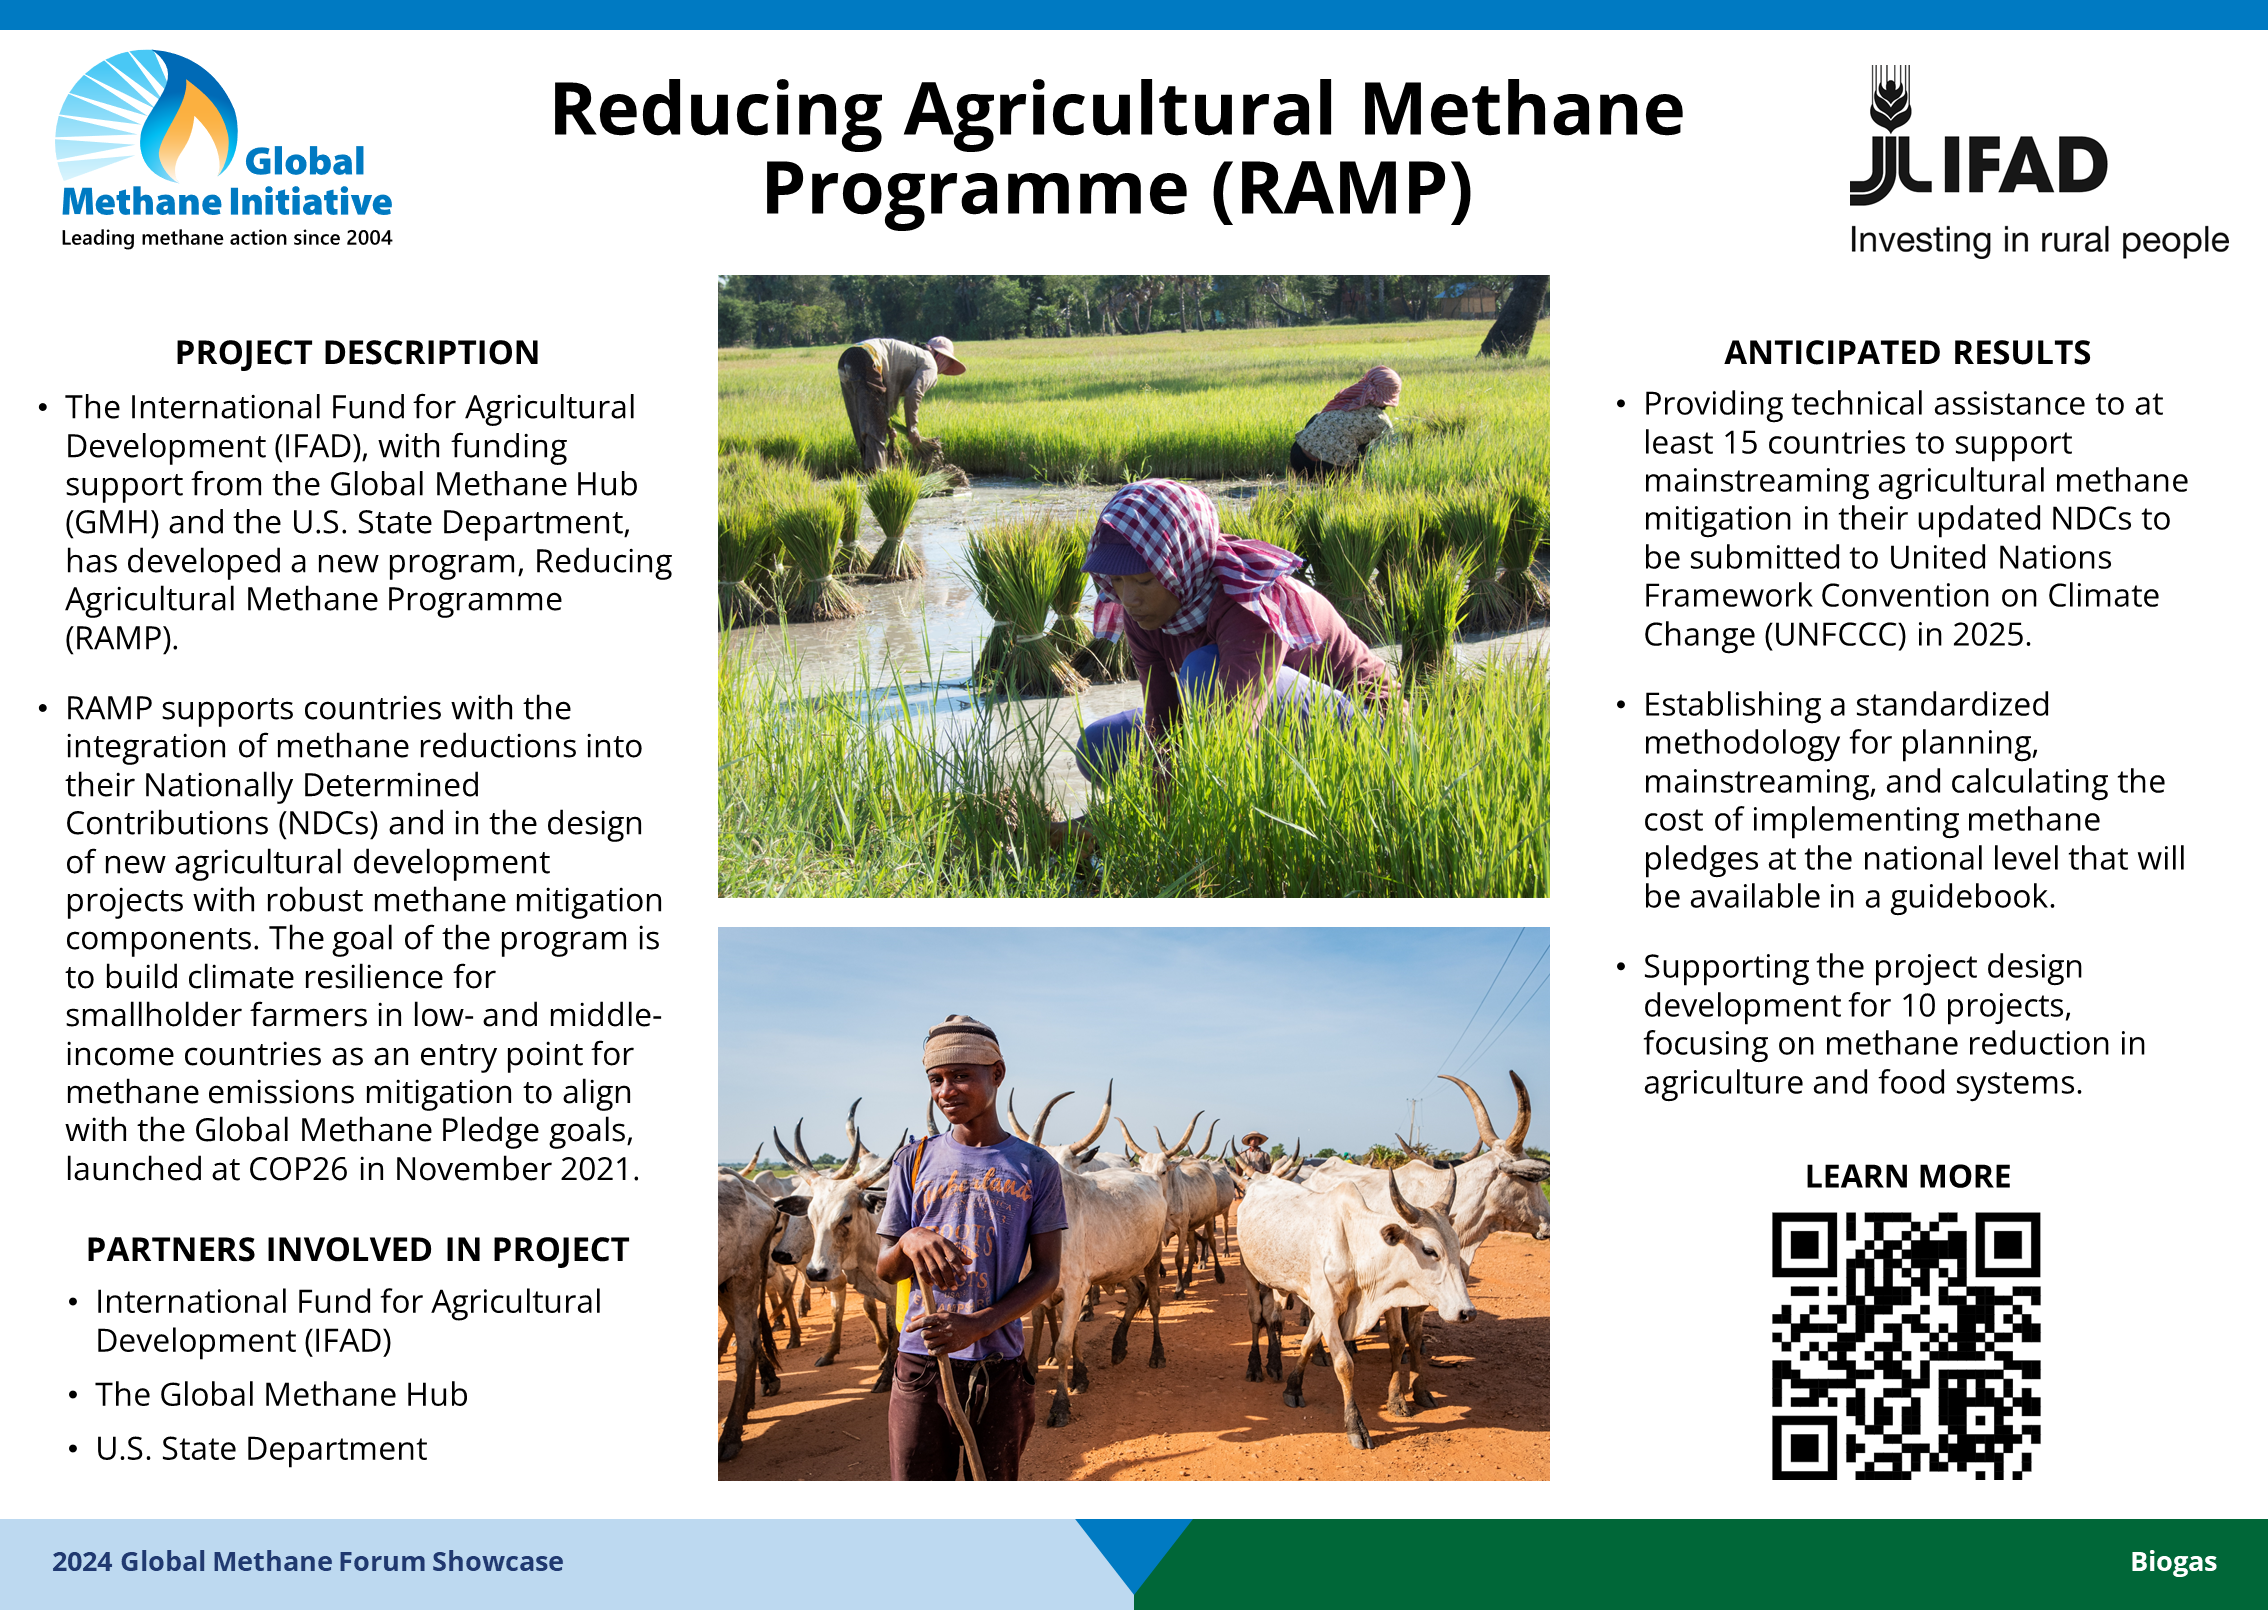 Global
Methane Initiative
Leading methane action since 2004
Reducing Agricultural Methane
Programme (RAMP)
IFAD
Investing in rural people
PROJECT DESCRIPTION
• The International Fund for Agricultural
Development (IFAD), with funding
support from the Global Methane Hub
(GMH) and the U.S. State Department,
has developed a new program, Reducing
Agricultural Methane Programme
(RAMP).
• RAMP supports countries with the
integration of methane reductions into
their Nationally Determined
Contributions (NDCs) and in the design
of new agricultural development
projects with robust methane mitigation
components. The goal of the program is
to build climate resilience for
smallholder farmers in low- and middle-
income countries as an entry point for
methane emissions mitigation to align
with the Global Methane Pledge goals,
launched at COP26 in November 2021.
PARTNERS INVOLVED IN PROJECT
• International Fund for Agricultural
Development (IFAD)
• The Global Methane Hub
• U.S. State Department
ANTICIPATED RESULTS
• Providing technical assistance to at
least 15 countries to support
mainstreaming agricultural methane
mitigation in their updated NDCs to
be submitted to United Nations
Framework Convention on Climate
Change (UNFCCC) in 2025.
• Establishing a standardized
methodology for planning,
mainstreaming, and calculating the
cost of implementing methane
pledges at the national level that will
be available in a guidebook.
• Supporting the project design
development for 10 projects,
focusing on methane reduction in
agriculture and food systems.
LEARN MORE
2024 Global Methane Forum Showcase
Biogas